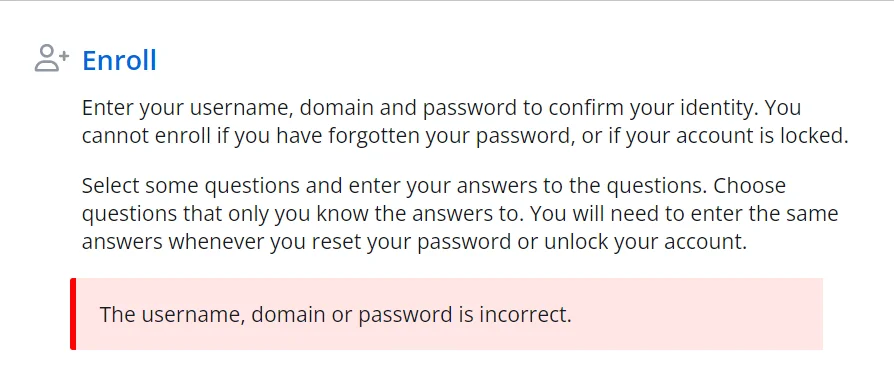 Enroll
Enter your username, domain and password to confirm your identity. You
cannot enroll if you have forgotten your password, or if your account is locked.
Select some questions and enter your answers to the questions. Choose
questions that only you know the answers to. You will need to enter the same
answers whenever you reset your password or unlock your account.
The username, domain or password is incorrect.